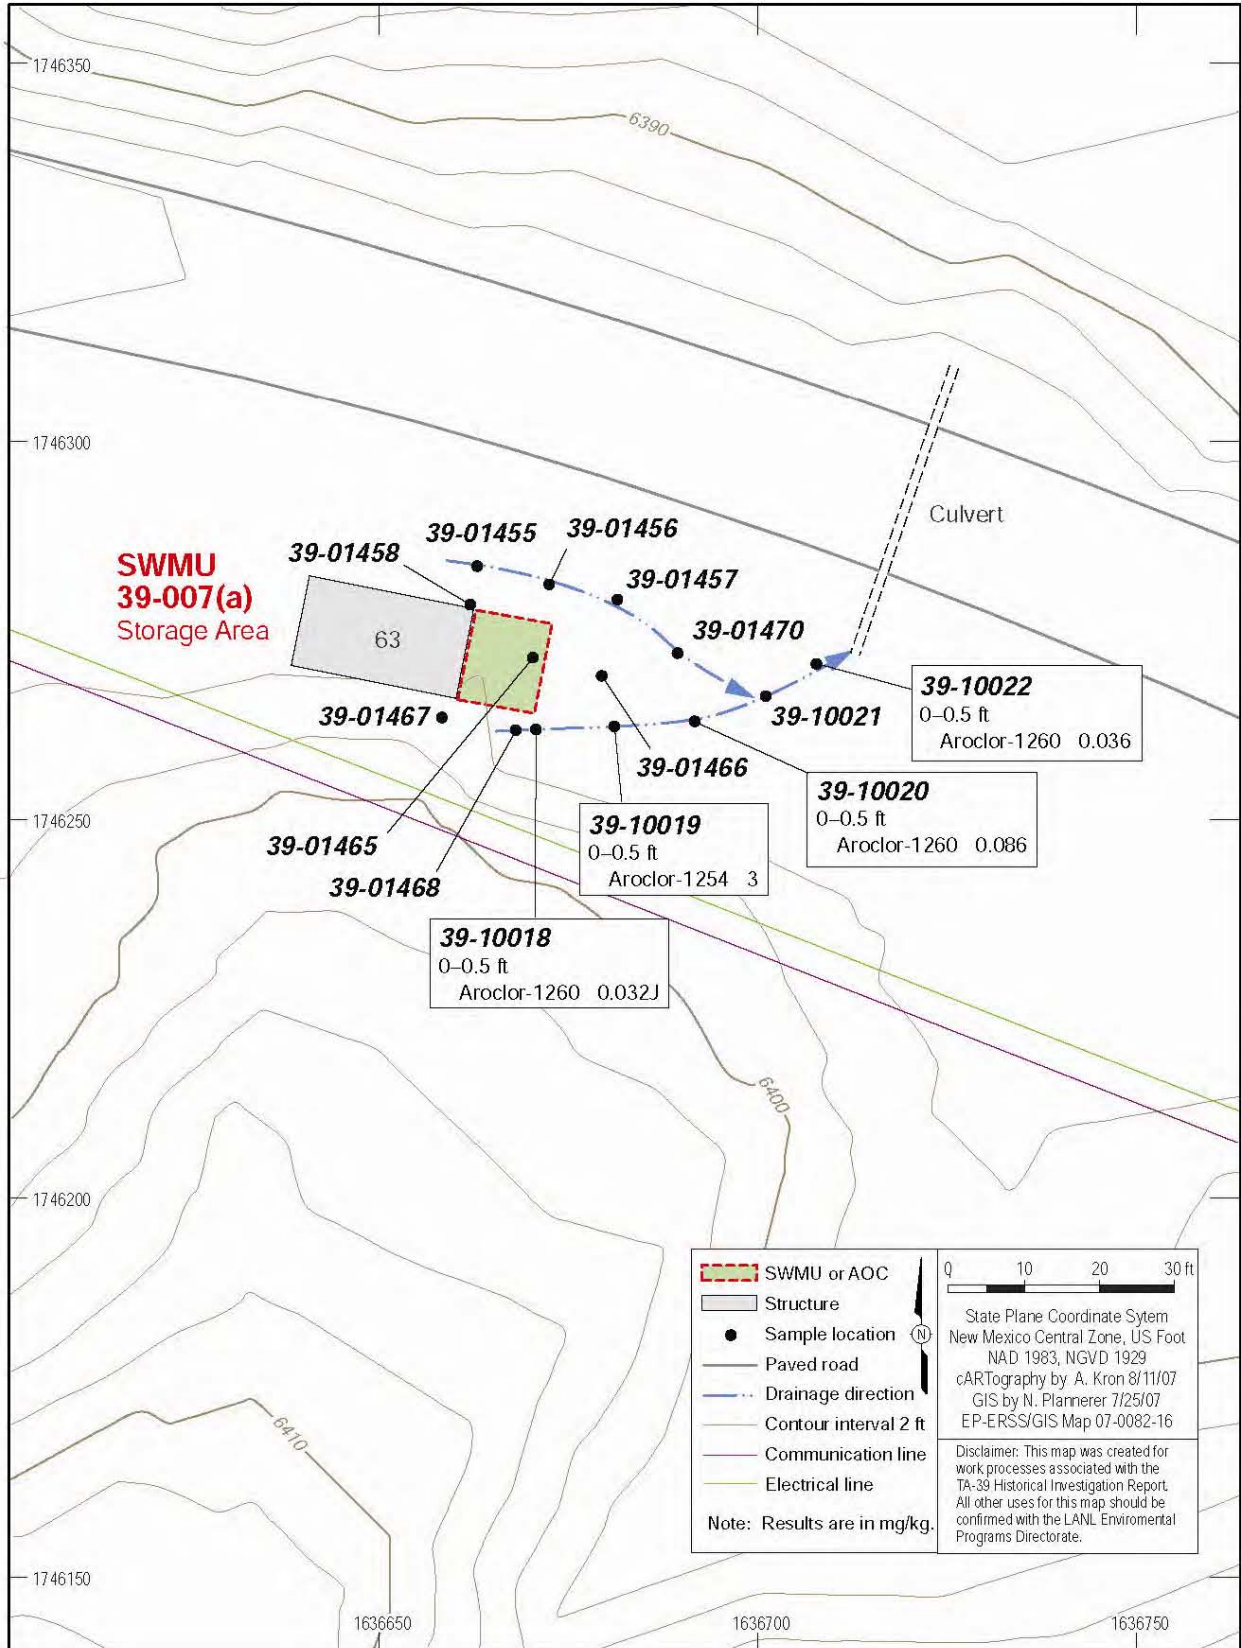 1746350
6390
1746300
Culvert
39-01455
39-01456
39-01458
39-01457
SWMU
39-007(a)
Storage Area
63
39-01470
39-10022
0–0.5 ft
Aroclor-1260 0.036
39-01467
39-10021
39-01466
39-10020
0–0.5 ft
Aroclor-1260 0.086
1746250
39-10019
0–0.5 ft
Aroclor-1254 3
39-01465
39-01468
39-10018
0–0.5 ft
Aroclor-1260 0.032J
6400
1746200
SWMU or AOC
Structure
Sample location
Paved road
Drainage direction
Contour interval 2 ft
Communication line
Electrical line
Note: Results are in mg/kg.
N
0 10 20 30 ft
State Plane Coordinate Sytem
New Mexico Central Zone, US Foot
NAD 1983, NGVD 1929
cARTography by A. Kron 8/11/07
GIS by N. Plannerer 7/25/07
EP-ERSS/GIS Map 07-0082-16
Disclaimer: This map was created for
work processes associated with the
TA-39 Historical Investigation Report.
All other uses for this map should be
confirmed with the LANL Enviromental
Programs Directorate.
6410
1746150
1636650
1636700
1636750